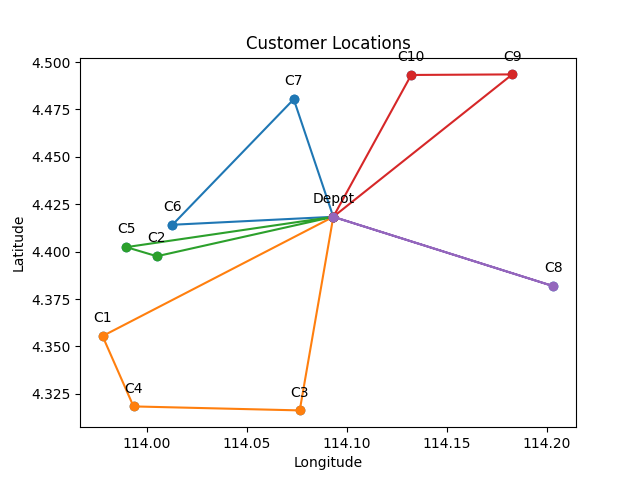 Customer Locations
4.500
4.475
4.450
4.425
4.400
4.375
4.350
4.325
Latitude
C10
C9
C7
Depot
C6
C5
C2
C8
C1
C4
C3
114.00
114.05
114.10
114.15
114.20
Longitude